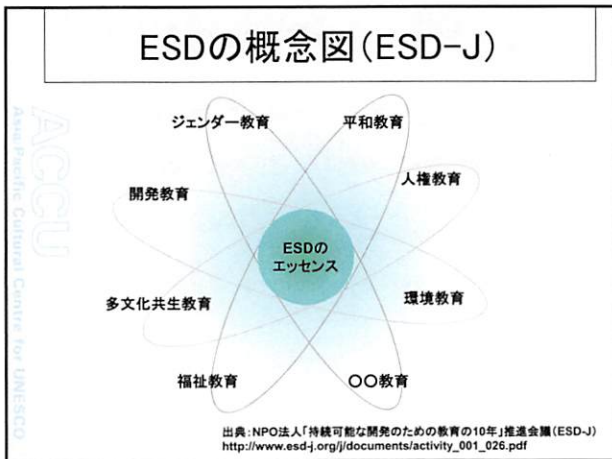 ESDの概念図(ESD-J)
ACCU
Asia/Pacific Cultural Centre for UNESCO
ジェンダー教育
平和教育
開発教育
人権教育
ESDの
エッセンス
多文化共生教育
環境教育
福祉教育
〇〇教育
出典:NPO法人「持続可能な開発のための教育の10年」推進会議(ESD-J)
http://www.esd-j.org/j/documents/activity_001_026.pdf